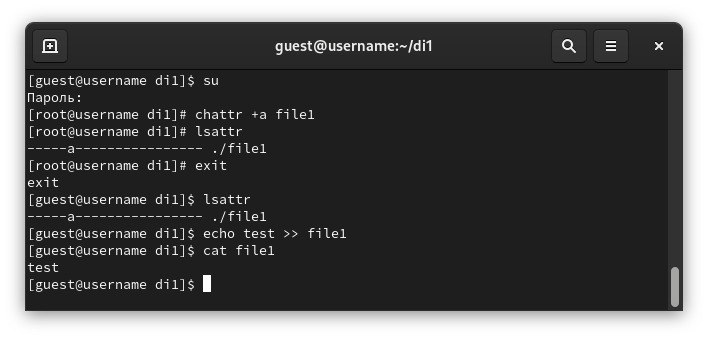 guest@username:~/di1
[guest@username di1]$ su
Пароль:
[root@username di1]# chattr +a file1
[root@username di1]# lsattr
-----a---------------- ./file1
[root@username di1]# exit
exit
[guest@username di1]$ lsattr
-----a---------------- ./file1
[guest@username di1]$ echo test >> file1
[guest@username di1]$ cat file1
test
[guest@username di1]$